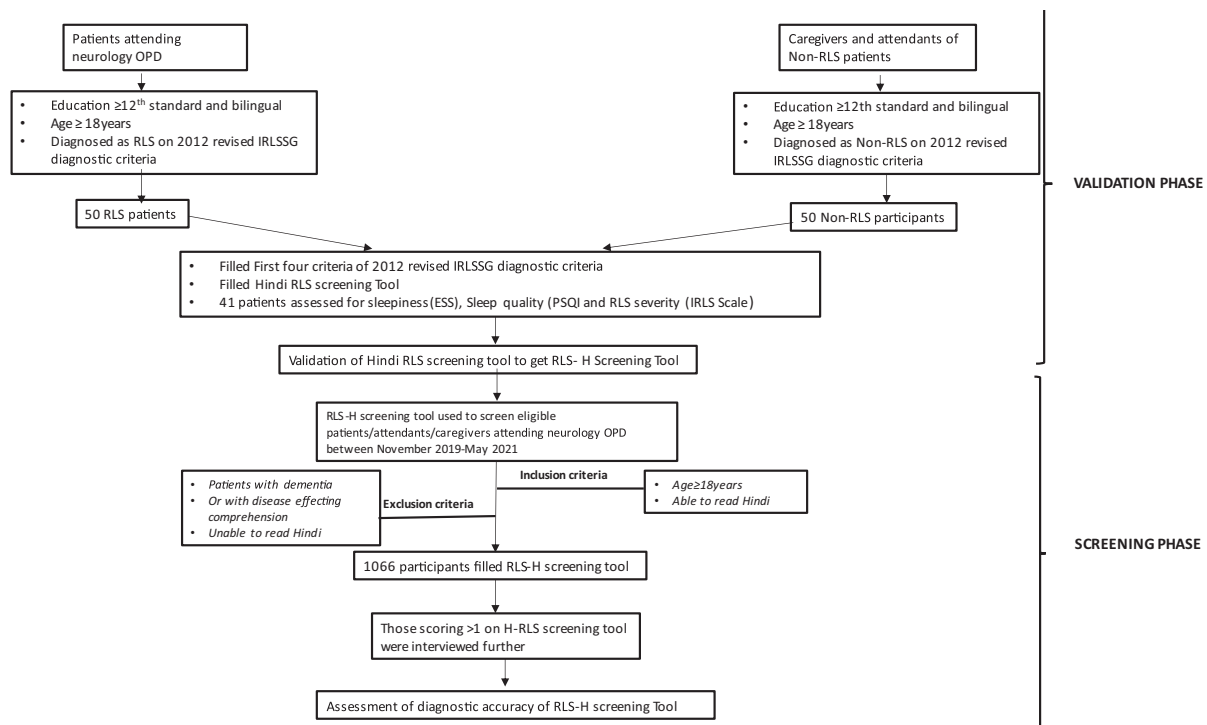 Patients attending
neurology OPD
Caregivers and attendants of
Non-RLS patients
• Education ≥12th standard and bilingual
• Age ≥ 18years
• Diagnosed as RLS on 2012 revised IRLSSG
diagnostic criteria
• Education ≥12th standard and bilingual
• Age ≥ 18years
• Diagnosed as Non-RLS on 2012 revised
IRLSSG diagnostic criteria
VALIDATION PHASE
50 RLS patients
50 Non-RLS participants
• Filled First four criteria of 2012 revised IRLSSG diagnostic criteria
• Filled Hindi RLS screening Tool
• 41 patients assessed for sleepiness(ESS), Sleep quality (PSQI and RLS severity (IRLS Scale)
Validation of Hindi RLS screening tool to get RLS- H Screening Tool
RLS-H screening tool used to screen eligible
patients/attendants/caregivers attending neurology OPD
between November 2019-May 2021
Inclusion criteria
• Age≥18years
• Able to read Hindi
• Patients with dementia
• Or with disease effecting
comprehension
• Unable to read Hindi
Exclusion criteria
SCREENING PHASE
1066 participants filled RLS-H screening tool
Those scoring >1 on H-RLS screening tool
were interviewed further
Assessment of diagnostic accuracy of RLS-H screening Tool